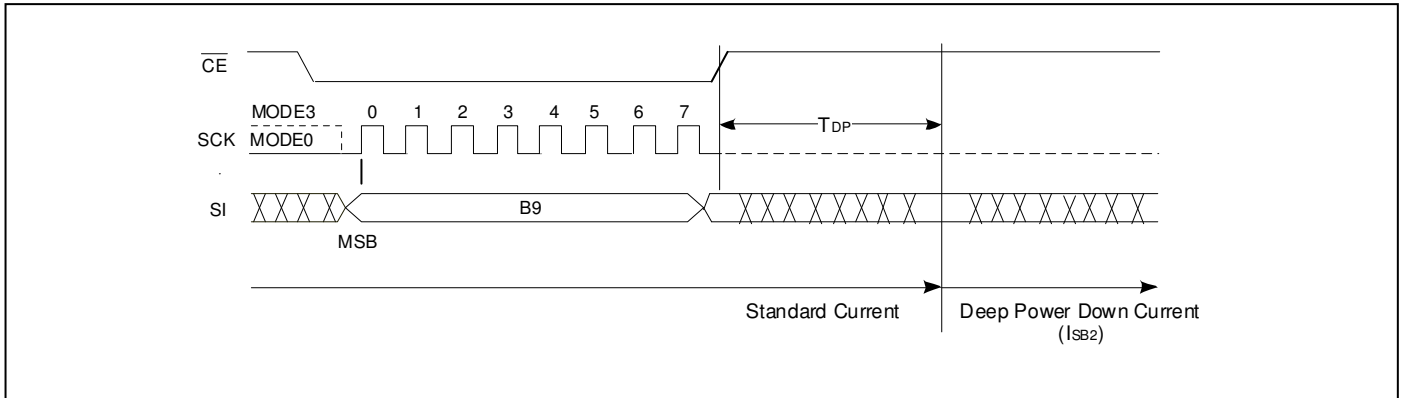 CE
MODE3 0 1 2 3 4 5 6 7
SCK MODE0
TDP
SI B9
MSB
Standard Current Deep Power Down Current
(ISB2)